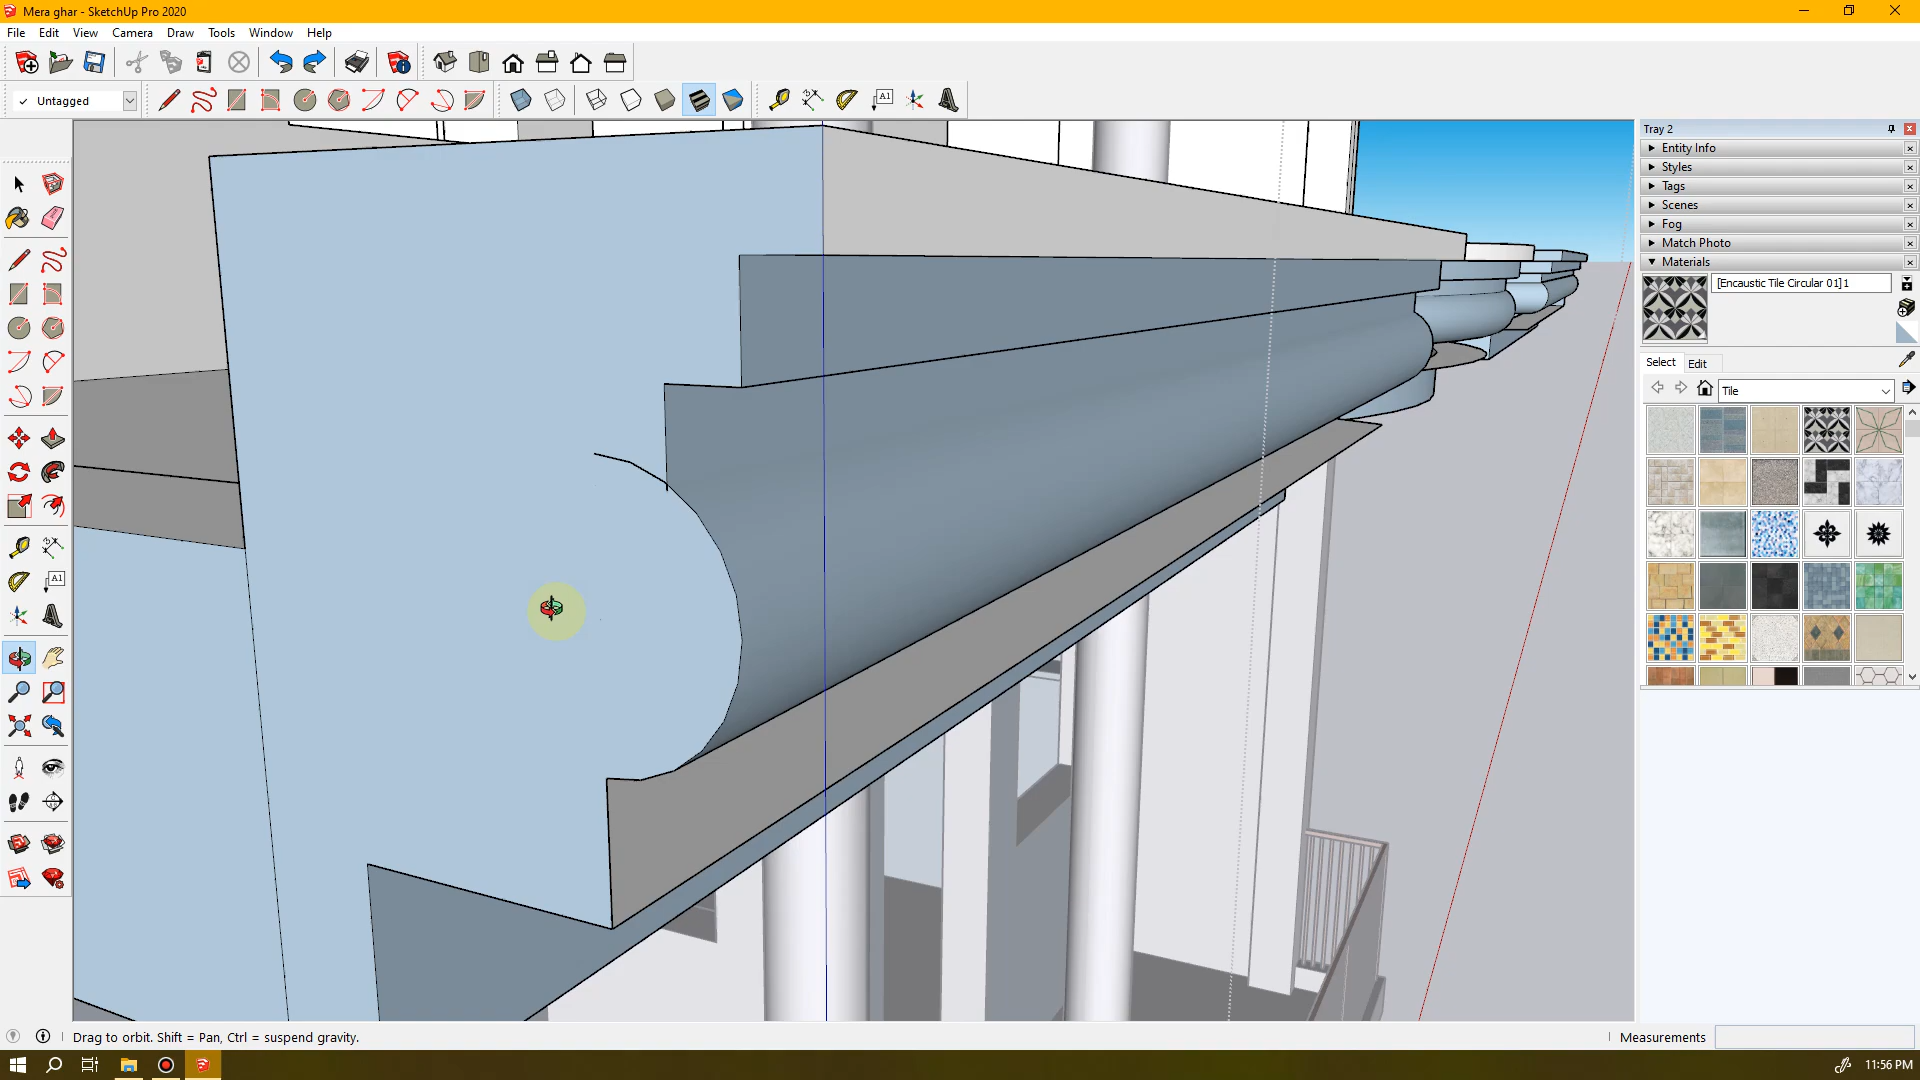 Mera ghar - SketchUp Pro 2020
File Edit View Camera Draw Tools Window Help
Untagged
A1
Tray 2
Entity Info
Styles
Tags
Scenes
Fog
Match Photo
Materials
[Encaustic Tile Circular 01]1
Select Edit
Tile
A1
Drag to orbit. Shift = Pan, Ctrl = suspend gravity.
Measurements
11:56 PM